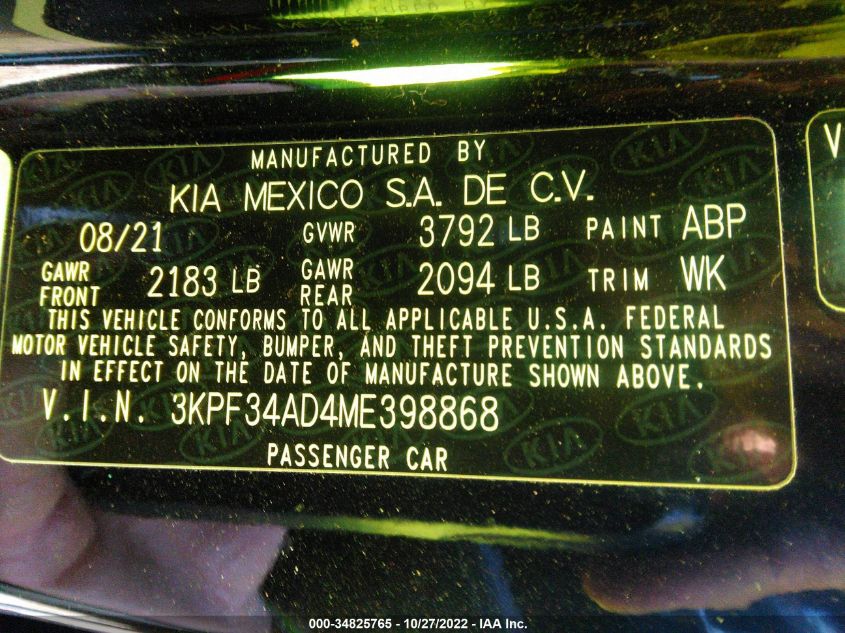 MANUFACTURED BY
KIA MEXICO S.A. DE C.V.
08/21 GVWR 3792 LB PAINT ABP
GAWR FRONT 2183 LB GAWR REAR 2094 LB TRIM WK
THIS VEHICLE CONFORMS TO ALL APPLICABLE U.S.A. FEDERAL
MOTOR VEHICLE SAFETY, BUMPER, AND THEFT PREVENTION STANDARDS
IN EFFECT ON THE DATE OF MANUFACTURE SHOWN ABOVE.
V.I.N. 3KPF34AD4ME398868
PASSENGER CAR
000-34825765 - 10/27/2022 - IAA Inc.